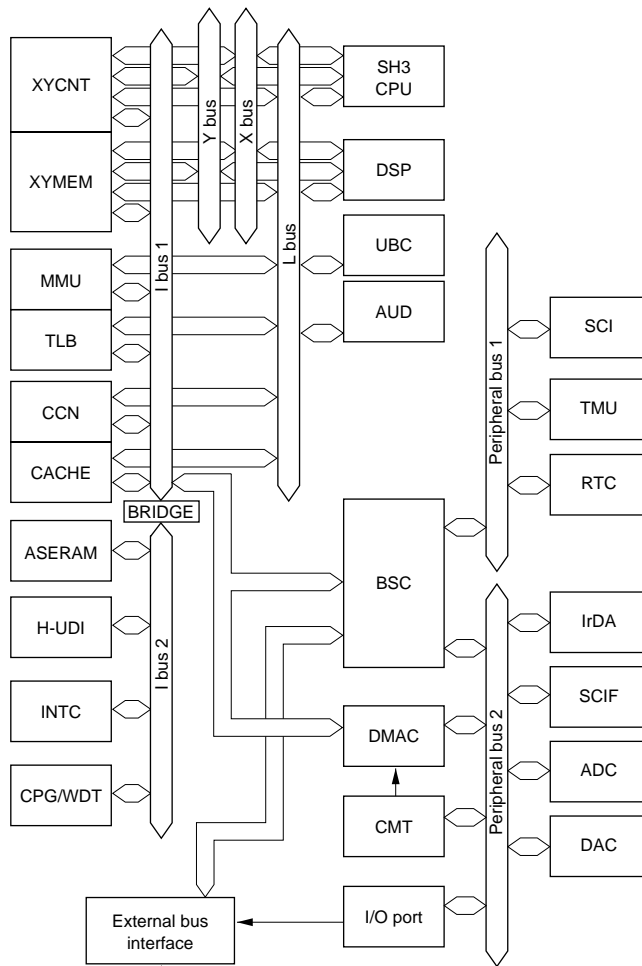 XYCNT
XYMEM
MMU
TLB
CCN
CACHE
BRIDGE
ASERAM
H-UDI
INTC
CPG/WDT
I bus 1
I bus 2
Y bus
X bus
L bus
SH3
CPU
DSP
UBC
AUD
BSC
DMAC
CMT
I/O port
External bus
interface
Peripheral bus 1
Peripheral bus 2
SCI
TMU
RTC
IrDA
SCIF
ADC
DAC